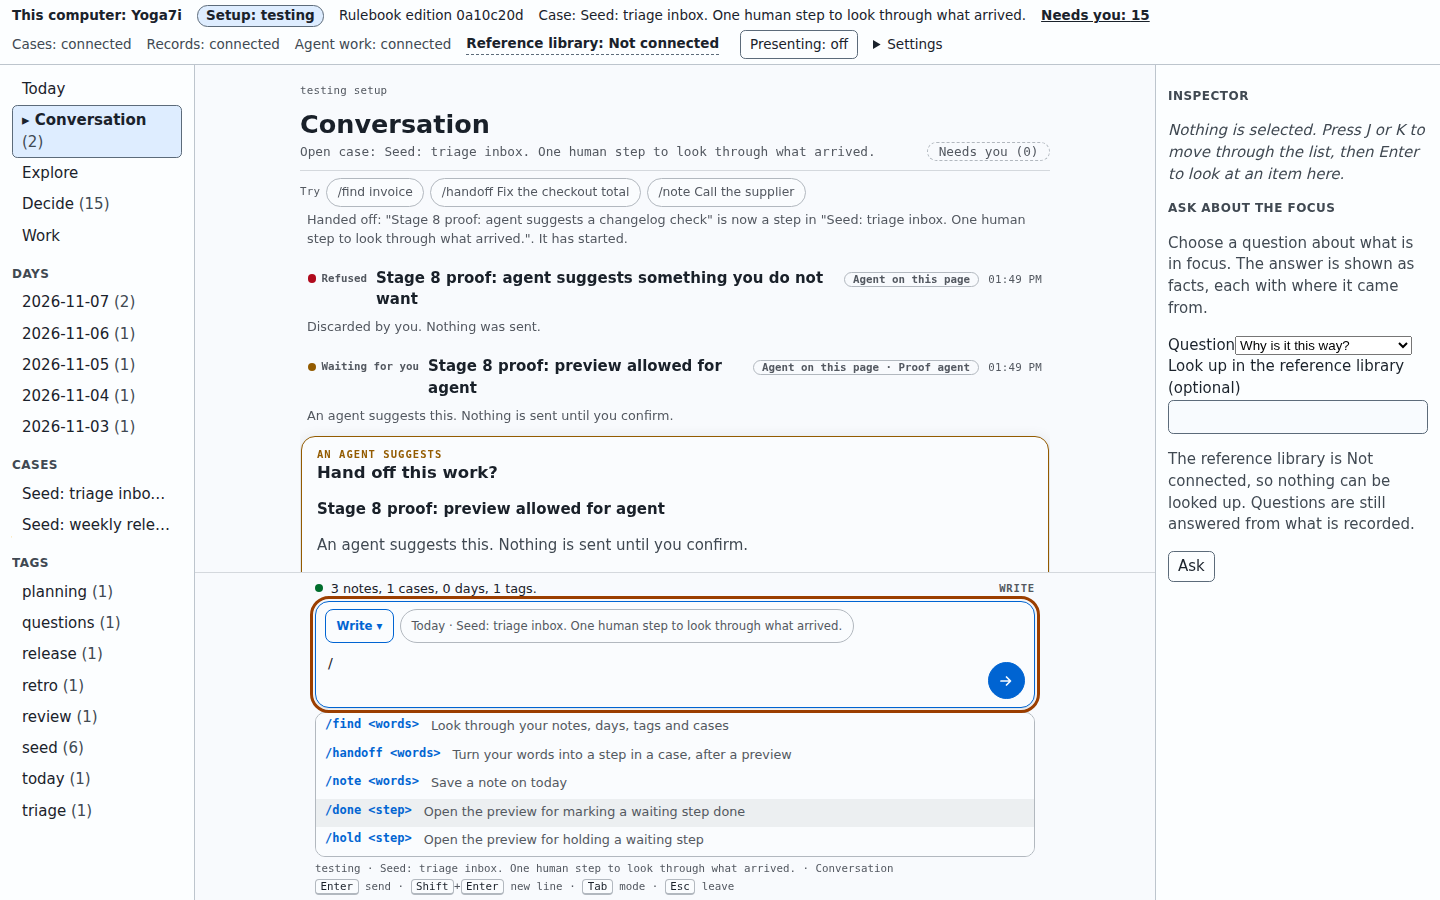 This computer: Yoga7i Setup: testing Rulebook edition 0a10c20d Case: Seed: triage inbox. One human step to look through what arrived. Needs you: 15
Cases: connected Records: connected Agent work: connected Reference library: Not connected Presenting: off ▶ Settings
Today
▸ Conversation
(2)
Explore
Decide (15)
Work
DAYS
2026-11-07 (2)
2026-11-06 (1)
2026-11-05 (1)
2026-11-04 (1)
2026-11-03 (1)
CASES
Seed: triage inbo…
Seed: weekly rele…
TAGS
planning (1)
questions (1)
release (1)
retro (1)
review (1)
seed (6)
today (1)
triage (1)
testing setup
Conversation
Open case: Seed: triage inbox. One human step to look through what arrived. Needs you (0)
Try /find invoice /handoff Fix the checkout total /note Call the supplier
Handed off: "Stage 8 proof: agent suggests a changelog check" is now a step in "Seed: triage inbox. One human
step to look through what arrived.". It has started.
Refused Stage 8 proof: agent suggests something you do not
want
Agent on this page 01:49 PM
Discarded by you. Nothing was sent.
Waiting for you Stage 8 proof: preview allowed for
agent
Agent on this page · Proof agent 01:49 PM
An agent suggests this. Nothing is sent until you confirm.
AN AGENT SUGGESTS
Hand off this work?
Stage 8 proof: preview allowed for agent
An agent suggests this. Nothing is sent until you confirm.
3 notes, 1 cases, 0 days, 1 tags. WRITE
Write ▾ Today · Seed: triage inbox. One human step to look through what arrived.
/
→
/find <words> Look through your notes, days, tags and cases
/handoff <words> Turn your words into a step in a case, after a preview
/note <words> Save a note on today
/done <step> Open the preview for marking a waiting step done
/hold <step> Open the preview for holding a waiting step
testing · Seed: triage inbox. One human step to look through what arrived. · Conversation
Enter send · Shift+Enter new line · Tab mode · Esc leave
INSPECTOR
Nothing is selected. Press J or K to
move through the list, then Enter
to look at an item here.
ASK ABOUT THE FOCUS
Choose a question about what is
in focus. The answer is shown as
facts, each with where it came
from.
Question Why is it this way?
Look up in the reference library
(optional)
The reference library is Not
connected, so nothing can be
looked up. Questions are still
answered from what is recorded.
Ask